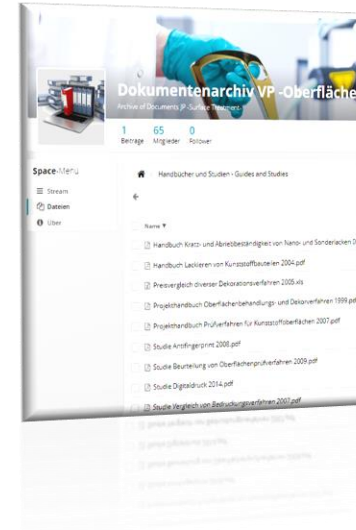 Dokumentenarchiv VP -Oberfläche
Archive of Documents JP-Surface Treatment
1 65 0
Beiträge Mitglieder Follower
Space-Menü
Stream
Dateien
Über
Handbücher und Studien - Guides and Studies
Name
Handbuch Kratz- und Abriebbeständigkeit von Nano- und Sonderlacken
Handbuch Lackieren von Kunststoffbauteilen 2004.pdf
Preisvergleich diverser Dekorationsverfahren 2005.xls
Projekthandbuch Oberflächenbehandlungs- und Dekorverfahren 1999.pdf
Projekthandbuch Prüfverfahren für Kunststoffoberflächen 2007.pdf
Studie Antifingerprint 2008.pdf
Studie Beurteilung von Oberflächenprüfverfahren 2009.pdf
Studie Digitaldruck 2014.pdf
Studie Vergleich von Bedruckungsverfahren 2001.pdf